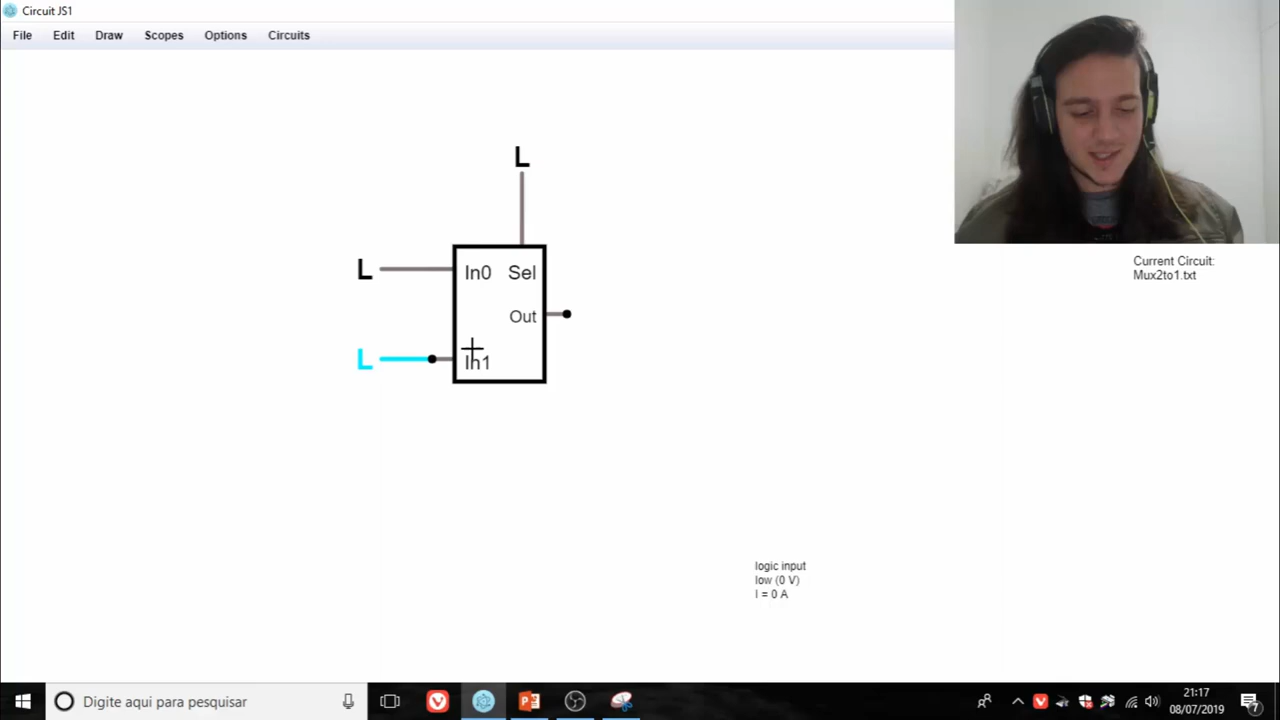 Circuit JS1
File Edit Draw Scopes Options Circuits
L
L In0 Sel
Out
L In1
Current Circuit:
Mux2to1.txt
logic input
low (0 V)
I = 0 A
Digite aqui para pesquisar
21:17
08/07/2019
7